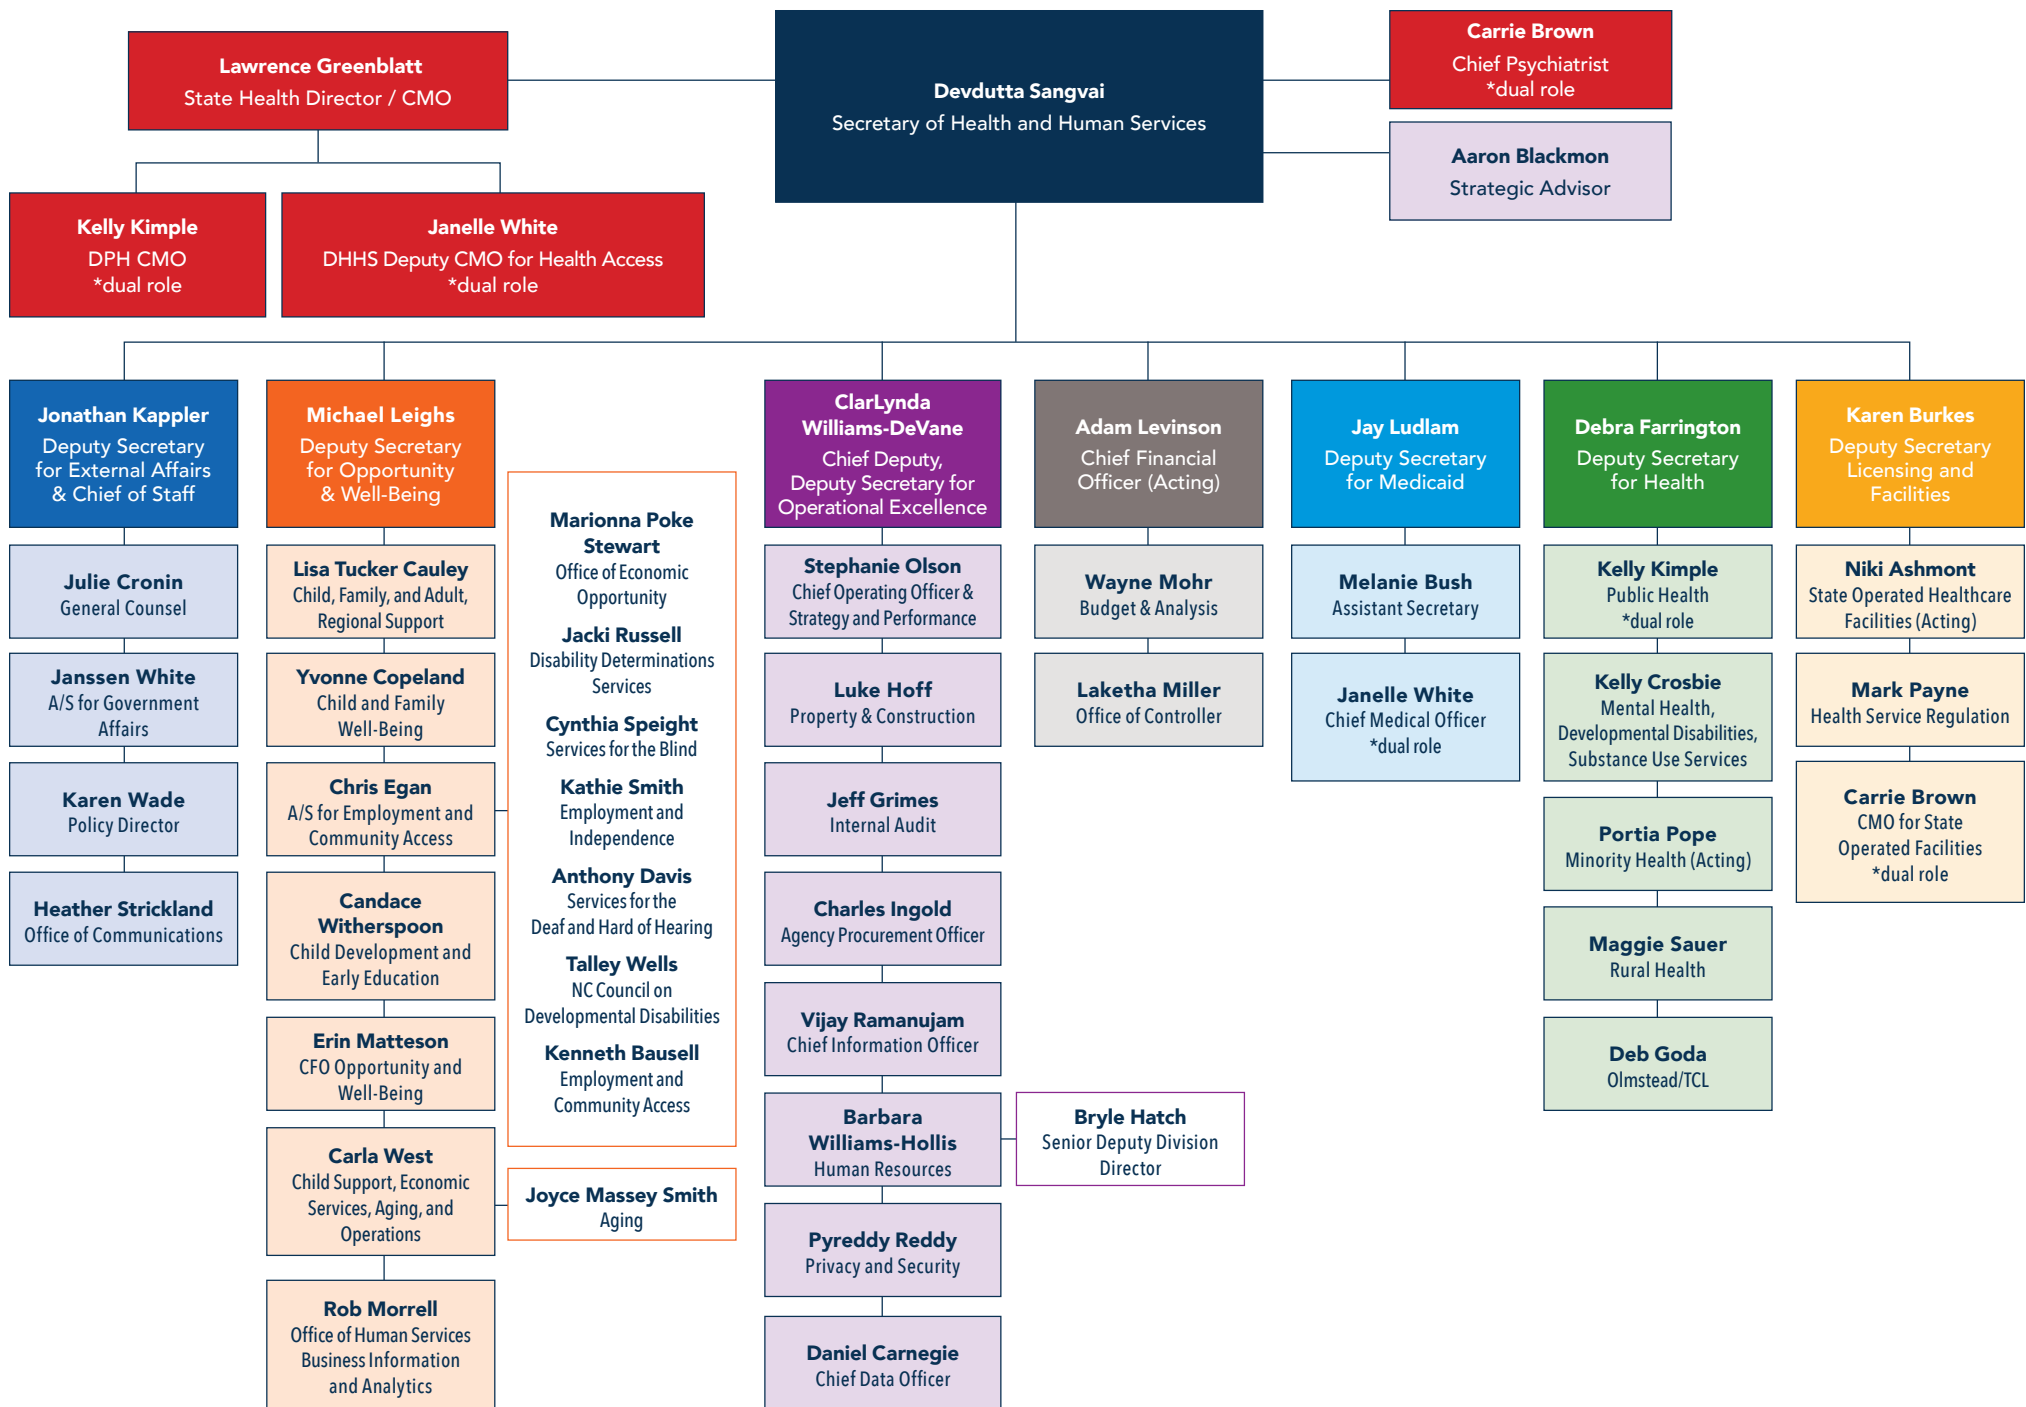 Lawrence Greenblatt
State Health Director / CMO
Devdutta Sangvai
Secretary of Health and Human Services
Carrie Brown
Chief Psychiatrist
*dual role
Aaron Blackmon
Strategic Advisor
Kelly Kimple
DPH CMO
*dual role
Janelle White
DHHS Deputy CMO for Health Access
*dual role
Jonathan Kappler
Deputy Secretary
for External Affairs
& Chief of Staff
Julie Cronin
General Counsel
Janssen White
A/S for Government
Affairs
Karen Wade
Policy Director
Heather Strickland
Office of Communications
Michael Leighs
Deputy Secretary
for Opportunity
& Well-Being
Lisa Tucker Cauley
Child, Family, and Adult,
Regional Support
Yvonne Copeland
Child and Family
Well-Being
Chris Egan
A/S for Employment and
Community Access
Candace
Witherspoon
Child Development and
Early Education
Erin Matteson
CFO Opportunity and
Well-Being
Carla West
Child Support, Economic
Services, Aging, and
Operations
Rob Morrell
Office of Human Services
Business Information
and Analytics
Marionna Poke
Stewart
Office of Economic
Opportunity
Jacki Russell
Disability Determinations
Services
Cynthia Speight
Services for the Blind
Kathie Smith
Employment and
Independence
Anthony Davis
Services for the
Deaf and Hard of Hearing
Talley Wells
NC Council on
Developmental Disabilities
Kenneth Bausell
Employment and
Community Access
Joyce Massey Smith
Aging
ClarLynda
Williams-DeVane
Chief Deputy,
Deputy Secretary for
Operational Excellence
Stephanie Olson
Chief Operating Officer &
Strategy and Performance
Luke Hoff
Property & Construction
Jeff Grimes
Internal Audit
Charles Ingold
Agency Procurement Officer
Vijay Ramanujam
Chief Information Officer
Barbara
Williams-Hollis
Human Resources
Bryle Hatch
Senior Deputy Division
Director
Pyreddy Reddy
Privacy and Security
Daniel Carnegie
Chief Data Officer
Adam Levinson
Chief Financial
Officer (Acting)
Wayne Mohr
Budget & Analysis
Laketha Miller
Office of Controller
Jay Ludlam
Deputy Secretary
for Medicaid
Melanie Bush
Assistant Secretary
Janelle White
Chief Medical Officer
*dual role
Debra Farrington
Deputy Secretary
for Health
Kelly Kimple
Public Health
*dual role
Kelly Crosbie
Mental Health,
Developmental Disabilities,
Substance Use Services
Portia Pope
Minority Health (Acting)
Maggie Sauer
Rural Health
Deb Goda
Olmstead/TCL
Karen Burkes
Deputy Secretary
Licensing and
Facilities
Niki Ashmont
State Operated Healthcare
Facilities (Acting)
Mark Payne
Health Service Regulation
Carrie Brown
CMO for State
Operated Facilities
*dual role